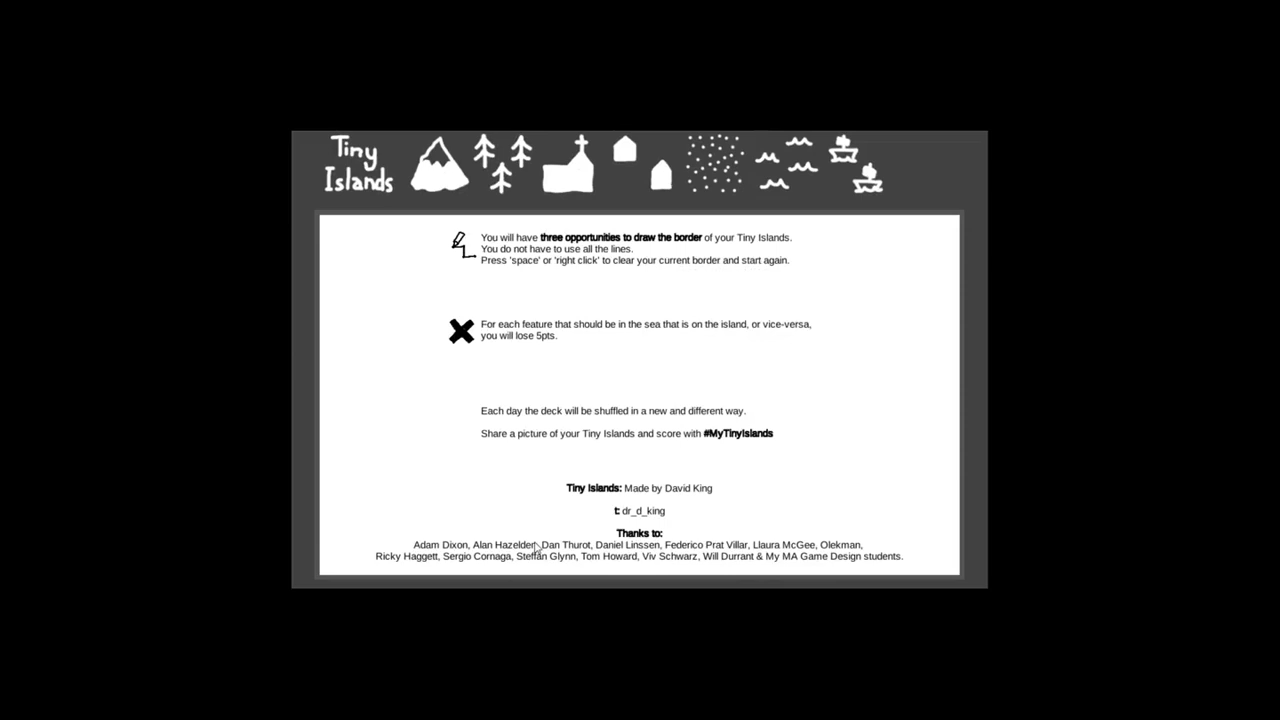 Tiny
Islands
You will have three opportunities to draw the border of your Tiny Islands.
You do not have to use all the lines.
Press 'space' or 'right click' to clear your current border and start again.
For each feature that should be in the sea that is on the island, or vice-versa,
you will lose 5pts.
Each day the deck will be shuffled in a new and different way.
Share a picture of your Tiny Islands and score with #MyTinyIslands
Tiny Islands: Made by David King
t: dr_d_king
Thanks to:
Adam Dixon, Alan Hazelden, Dan Thurot, Daniel Linssen, Federico Prat Villar, Llaura McGee, Olekman,
Ricky Haggett, Sergio Cornaga, Steffan Glynn, Tom Howard, Viv Schwarz, Will Durrant & My MA Game Design students.